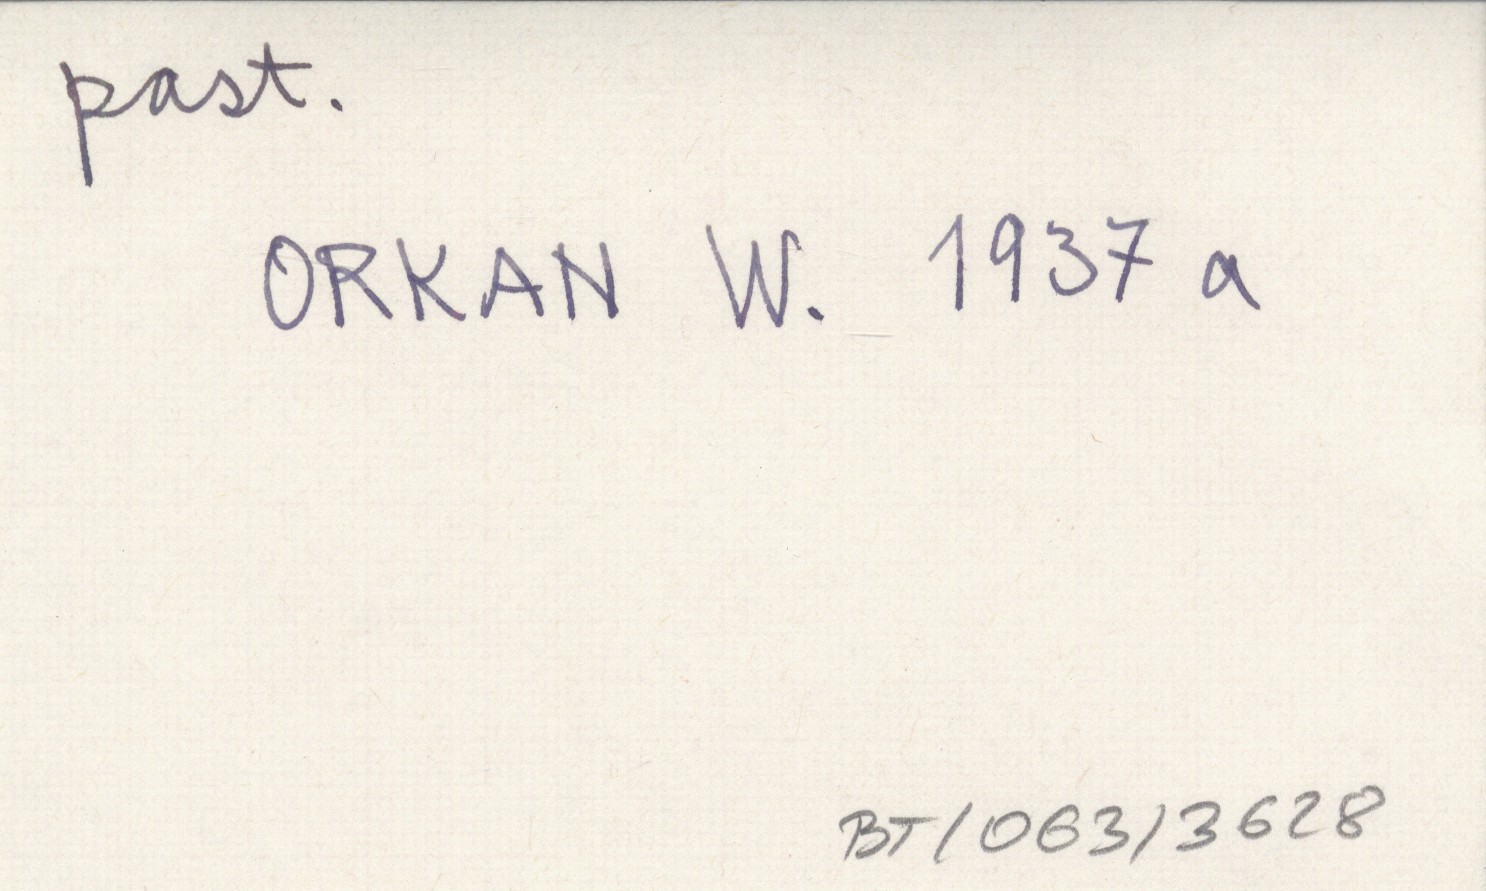 past.
ORKAN W. 1937 a
BT/063/3628